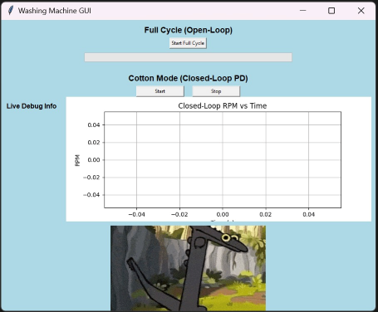 Washing Machine GUI
Full Cycle (Open-Loop)
Start Full Cycle
Cotton Mode (Closed-Loop PD)
Start Stop
Live Debug Info
Closed-Loop RPM vs Time
0.04
0.02
0.00
−0.02
−0.04
RPM
−0.04 −0.02 0.00 0.02 0.04